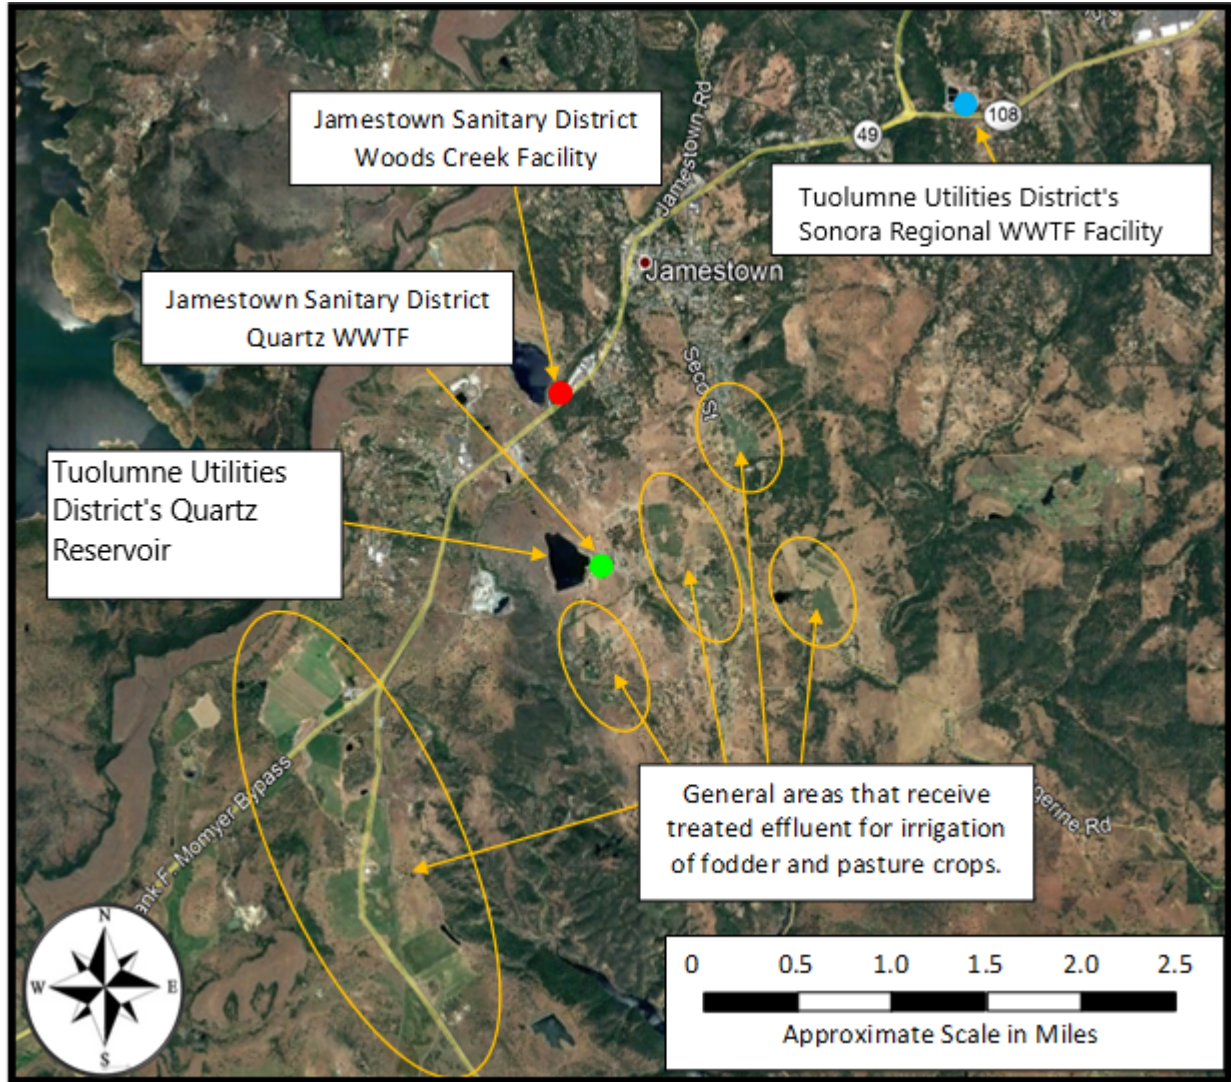 Jamestown Sanitary District
Woods Creek Facility
Jamestown Rd
49
108
Tuolumne Utilities District's
Sonora Regional WWTF Facility
Jamestown
Jamestown Sanitary District
Quartz WWTF
Seco St
Tuolumne Utilities
District's Quartz
Reservoir
General areas that receive
treated effluent for irrigation
of fodder and pasture crops.
gerine Rd
ank F. Momyer Bypass
N
W
E
S
0 0.5 1.0 1.5 2.0 2.5
Approximate Scale in Miles